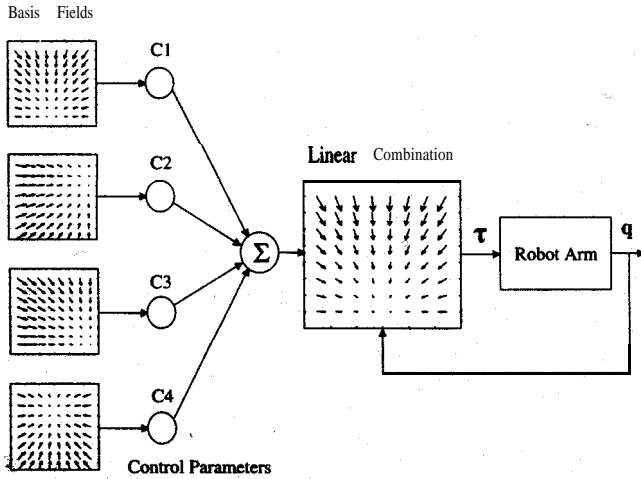 Basis Fields
C1
C2
C3
C4
Control Parameters
Σ
Linear Combination
τ
Robot Arm
q